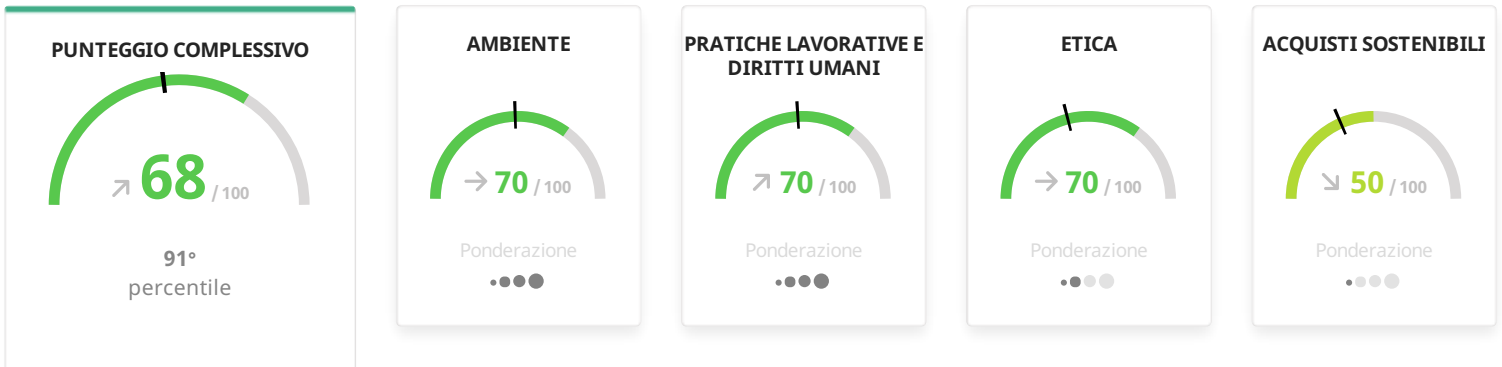 PUNTEGGIO COMPLESSIVO
68 / 100
91°
percentile
AMBIENTE
70 / 100
Ponderazione
PRATICHE LAVORATIVE E
DIRITTI UMANI
70 / 100
Ponderazione
ETICA
70 / 100
Ponderazione
ACQUISTI SOSTENIBILI
50 / 100
Ponderazione